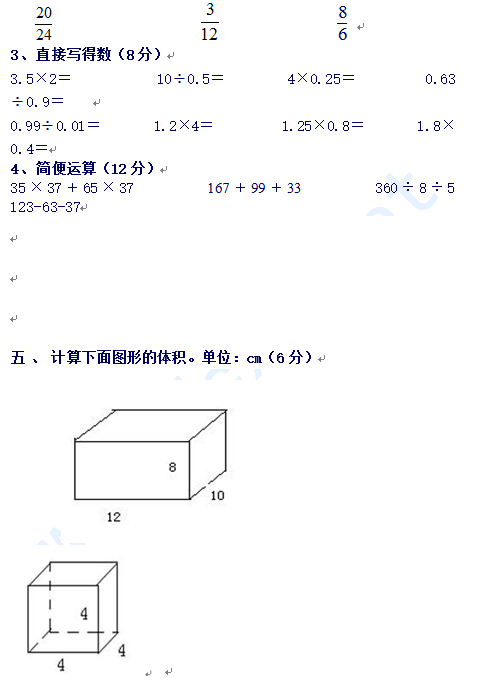 20/24 3/12 8/6
3、直接写得数（8分）
3.5×2＝ 10÷0.5＝ 4×0.25＝ 0.63
÷0.9＝
0.99÷0.01＝ 1.2×4＝ 1.25×0.8＝ 1.8×
0.4＝
4、简便运算（12分）
35×37＋65×37 167＋99＋33 360÷8÷5
123-63-37
五 、 计算下面图形的体积。单位：cm（6分）
8
10
12
4
4
4